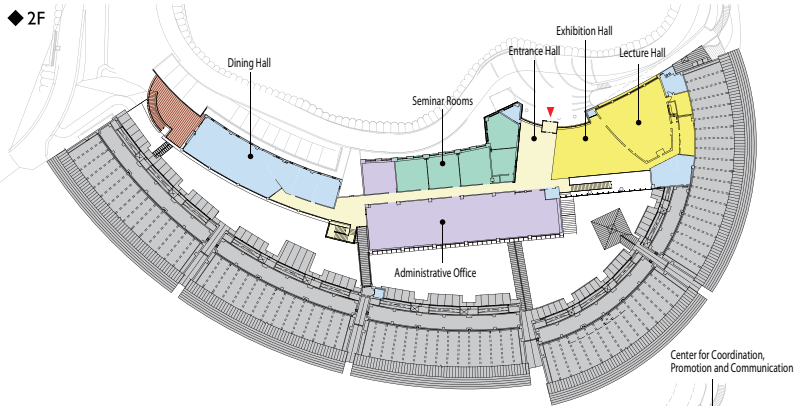 ◆ 2F
Exhibition Hall
Entrance Hall
Lecture Hall
Dining Hall
Seminar Rooms
Administrative Office
Center for Coordination,
Promotion and Communication